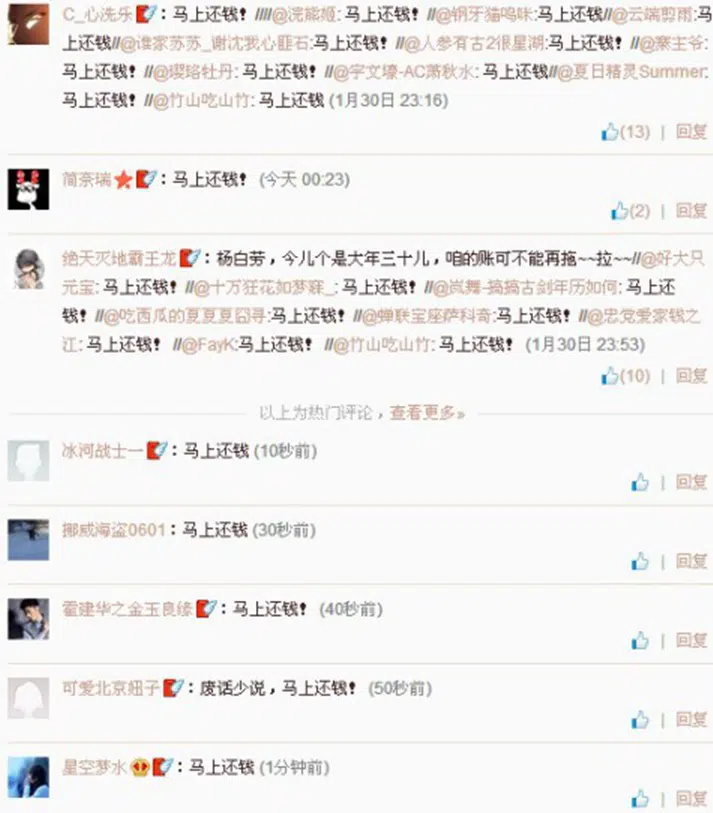 C_心洗乐：马上还钱！////@浣熊姬: 马上还钱！//@钢牙猫呜咪:马上还钱//@云端剪雨:马
上还钱//@谁家苏苏_谢沈我心匪石:马上还钱！//@人参有古2很星湖:马上还钱！//@寨主爷:
马上还钱！//@璎珞牡丹: 马上还钱！//@宇文壕-AC萧秋水: 马上还钱//@夏日精灵Summer:
马上还钱！//@竹山吃山竹: 马上还钱 (1月30日 23:16)
(13) | 回复
简奈瑞：马上还钱！ (今天 00:23)
(2) | 回复
绝天灭地霸王龙：杨白劳，今儿个是大年三十儿，咱的账可不能再拖~~拉~~//@好大只
元宝: 马上还钱！//@十万狂花如梦寐_: 马上还钱！//@岚舞-搞搞古剑年历如何: 马上还
钱！//@吃西瓜的夏夏夏囧寻:马上还钱！//@蝉联宝座萨科奇:马上还钱！//@忠党爱家钱之
江: 马上还钱！ //@FayK:马上还钱！ //@竹山吃山竹: 马上还钱！ (1月30日 23:53)
(10) | 回复
以上为热门评论，查看更多»
冰河战士一：马上还钱 (10秒前)
| 回复
挪威海盗0601：马上还钱 (30秒前)
| 回复
霍建华之金玉良缘：马上还钱！ (40秒前)
| 回复
可爱北京纽子：废话少说，马上还钱！ (50秒前)
| 回复
星空梦水：马上还钱 (1分钟前)
| 回复